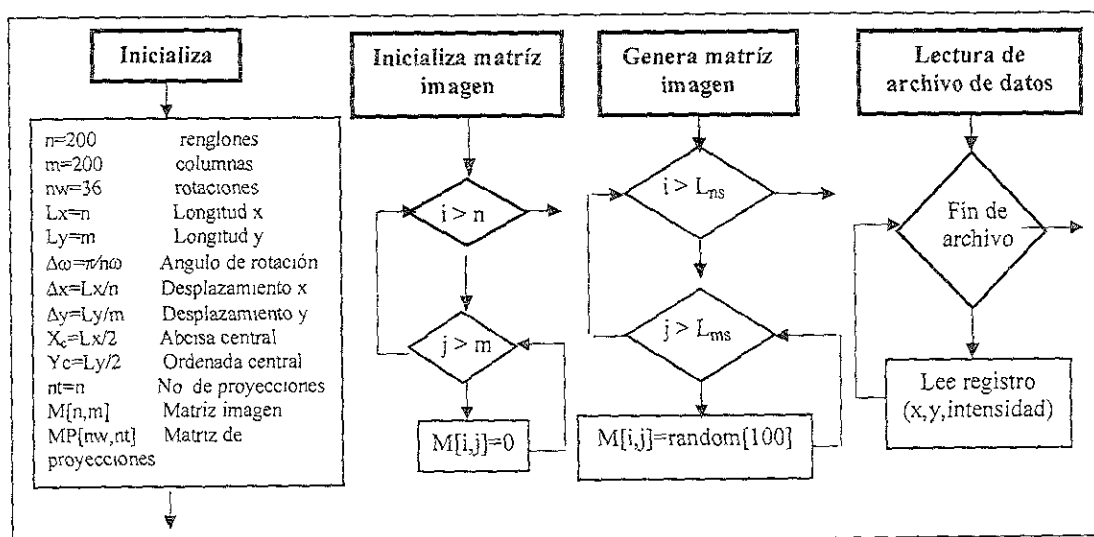 Inicializa
n=200 renglones
m=200 columnas
nw=36 rotaciones
Lx=n Longitud x
Ly=m Longitud y
Δω=π/nω Angulo de rotación
Δx=Lx/n Desplazamiento x
Δy=Ly/m Desplazamiento y
Xc=Lx/2 Abcisa central
Yc=Ly/2 Ordenada central
nt=n No de proyecciones
M[n,m] Matriz imagen
MP[nw,nt] Matriz de
proyecciones
Inicializa matríz
imagen
i > n
j > m
M[i,j]=0
Genera matríz
imagen
i > Lns
j > Lms
M[i,j]=random[100]
Lectura de
archivo de datos
Fin de
archivo
Lee registro
(x,y,intensidad)